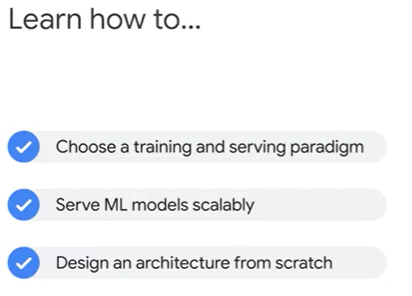 Learn how to...
Choose a training and serving paradigm
Serve ML models scalably
Design an architecture from scratch